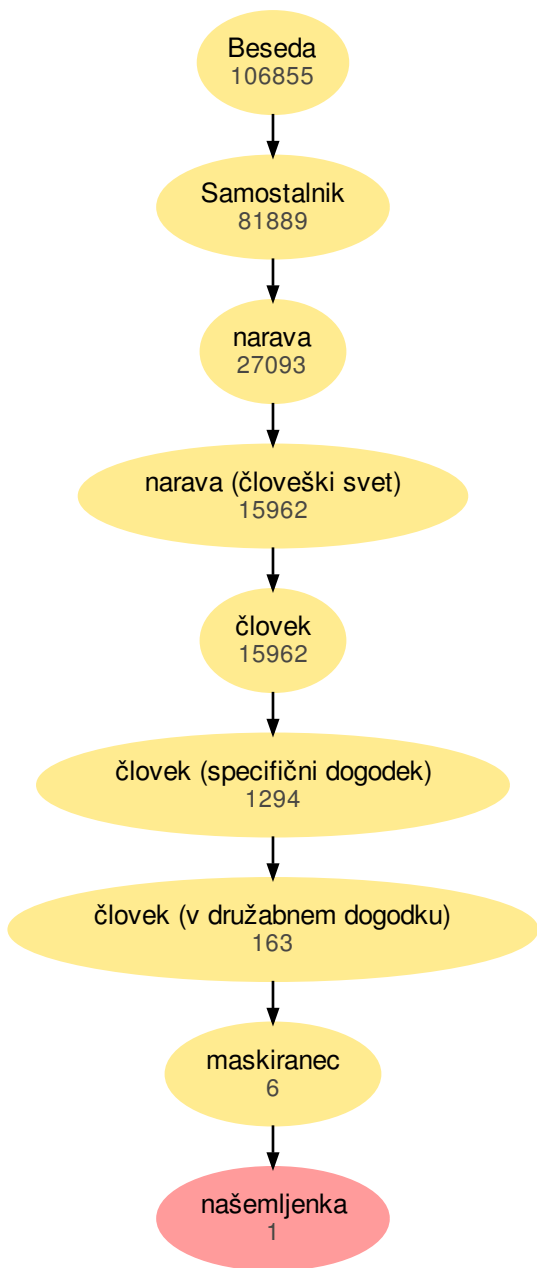 Beseda
106855
Samostalnik
81889
narava
27093
narava (človeški svet)
15962
človek
15962
človek (specifični dogodek)
1294
človek (v družabnem dogodku)
163
maskiranec
6
našemljenka
1